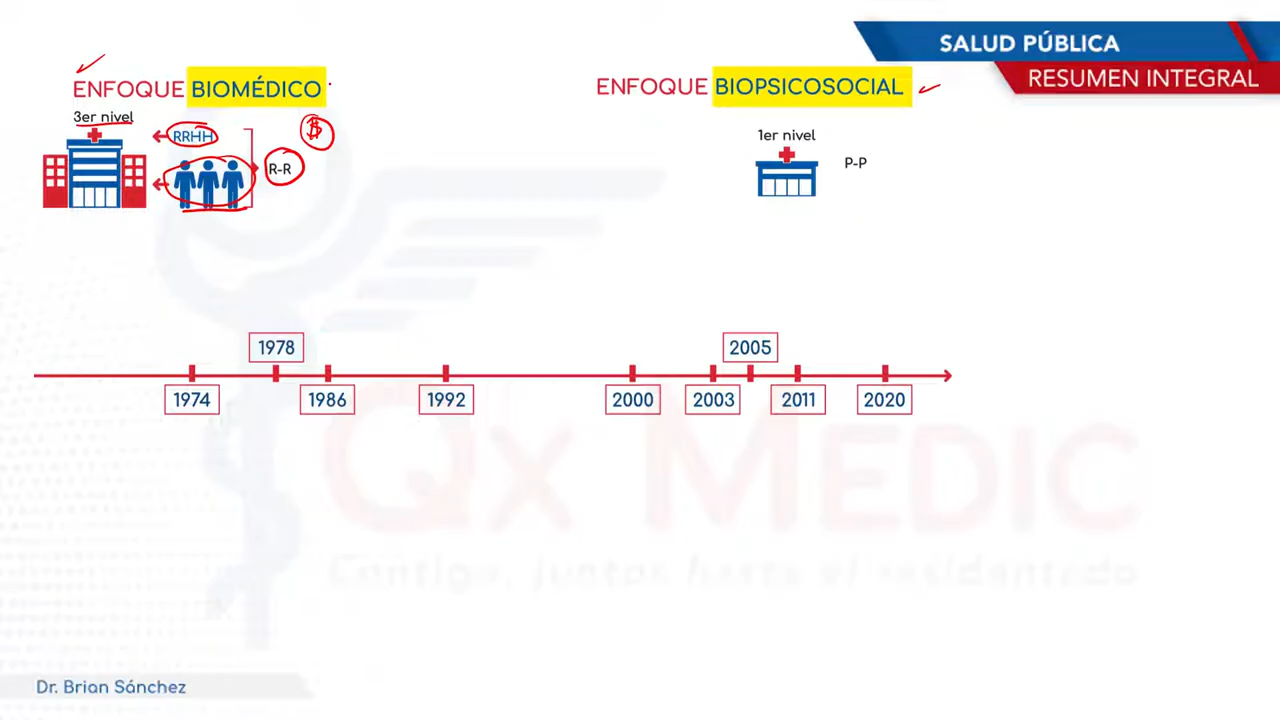 SALUD PÚBLICA
RESUMEN INTEGRAL
ENFOQUE BIOMÉDICO
3er nivel
RRHH
$
R-R
ENFOQUE BIOPSICOSOCIAL
1er nivel
P-P
1978
2005
1974
1986
1992
2000
2003
2011
2020
Qx MEDIC
Contigo, juntos hasta el residentado
Dr. Brian Sánchez